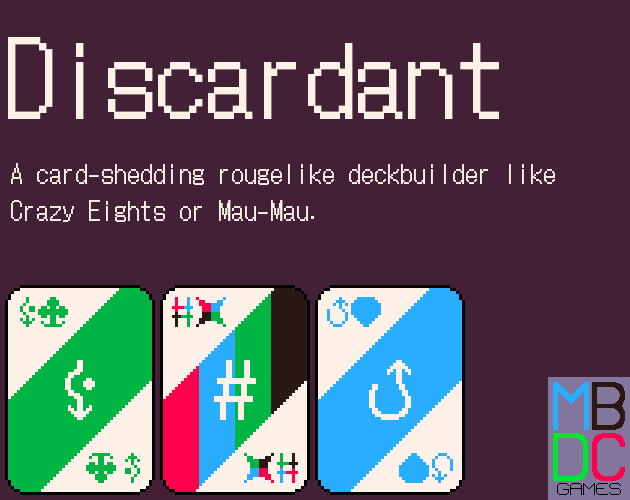 Discardant
A card-shedding rougelike deckbuilder like
Crazy Eights or Mau-Mau.
#
#
#
MB
DC
GAMES